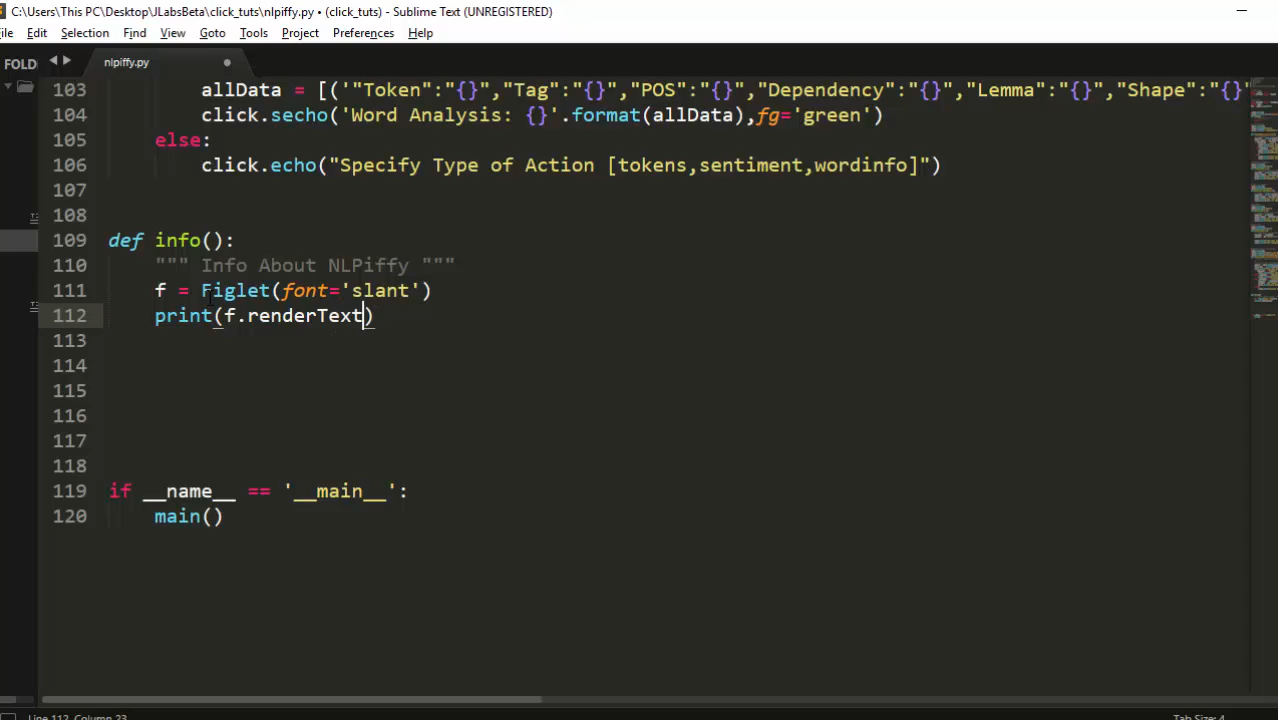 C:\Users\This PC\Desktop\JLabsBeta\click_tuts\nlpiffy.py • (click_tuts) - Sublime Text (UNREGISTERED)
ile Edit Selection Find View Goto Tools Project Preferences Help
FOLD
nlpiffy.py
103 allData = [('"Token":"{}","Tag":"{}","POS":"{}","Dependency":"{}","Lemma":"{}","Shape":"{}"
104 click.secho('Word Analysis: {}'.format(allData),fg='green')
105 else:
106 click.echo("Specify Type of Action [tokens,sentiment,wordinfo]")
107
108
109 def info():
110 """ Info About NLPiffy """
111 f = Figlet(font='slant')
112 print(f.renderText)
113
114
115
116
117
118
119 if __name__ == '__main__':
120 main()
Line 112, Column 23 Tab Size: 4